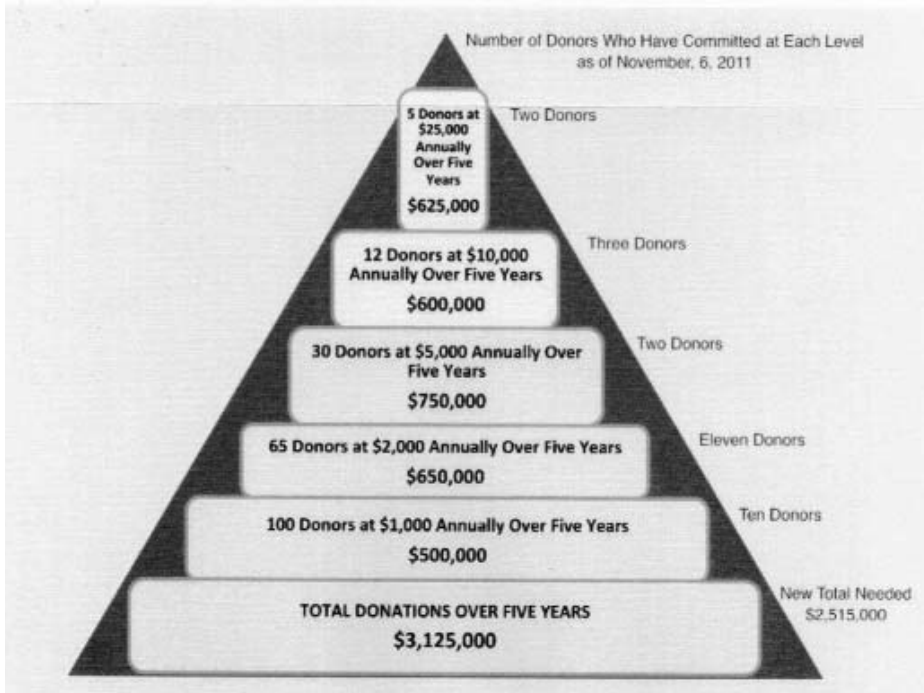 Number of Donors Who Have Committed at Each Level
as of November, 6, 2011
5 Donors at
$25,000
Annually
Over Five
Years
$625,000
Two Donors
12 Donors at $10,000
Annually Over Five Years
$600,000
Three Donors
30 Donors at $5,000 Annually Over
Five Years
$750,000
Two Donors
65 Donors at $2,000 Annually Over Five Years
$650,000
Eleven Donors
100 Donors at $1,000 Annually Over Five Years
$500,000
Ten Donors
TOTAL DONATIONS OVER FIVE YEARS
$3,125,000
New Total Needed
$2,515,000